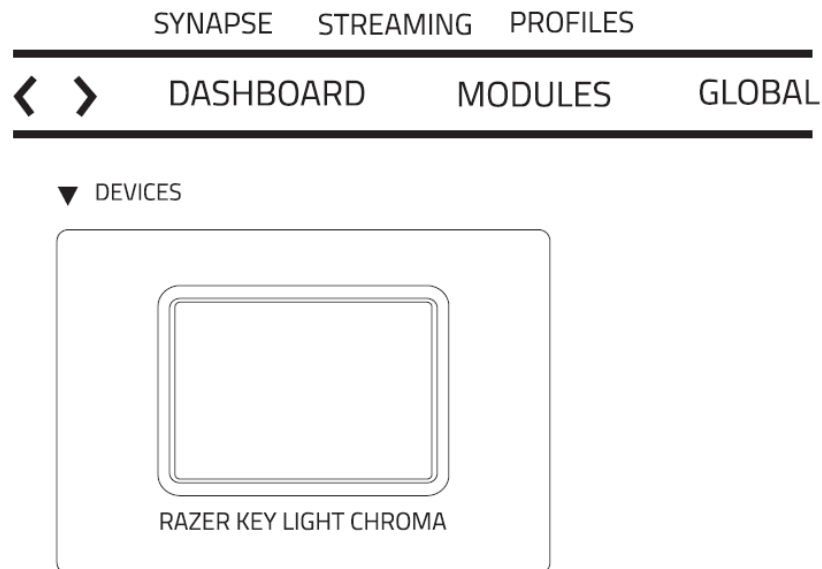 SYNAPSE STREAMING PROFILES
DASHBOARD MODULES GLOBAL
DEVICES
RAZER KEY LIGHT CHROMA